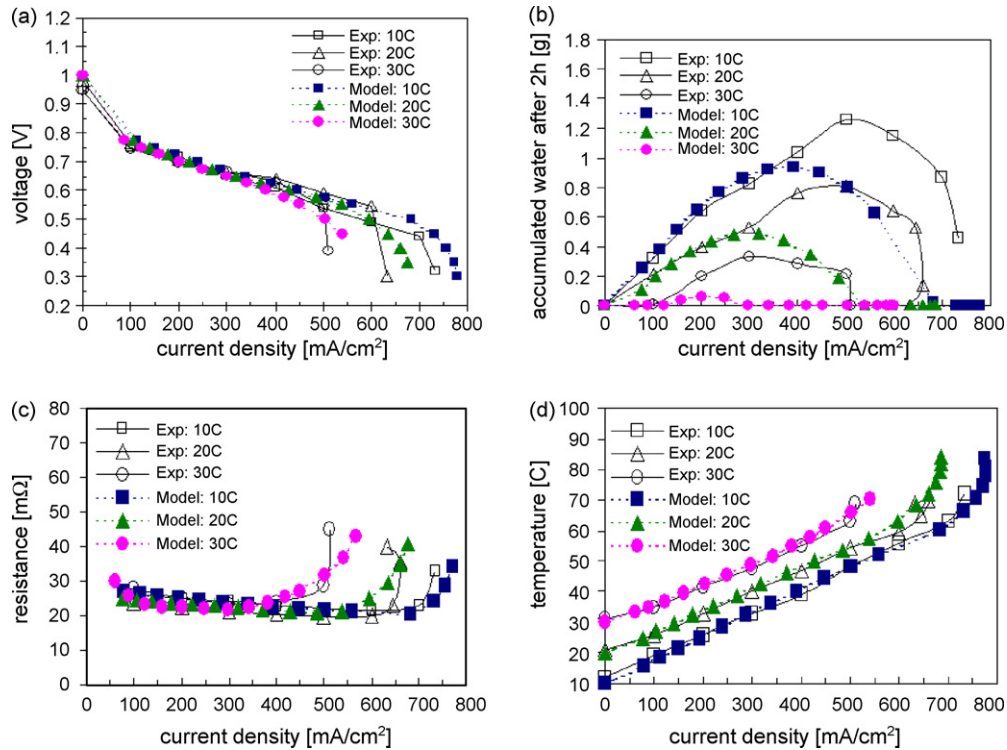 (a)
1.2
1.1
1
0.9
0.8
0.7
0.6
0.5
0.4
0.3
0.2
voltage [V]
Exp: 10C
Exp: 20C
Exp: 30C
Model: 10C
Model: 20C
Model: 30C
0 100 200 300 400 500 600 700 800
current density [mA/cm²]
(b)
1.8
1.6
1.4
1.2
1
0.8
0.6
0.4
0.2
0
accumulated water after 2h [g]
Exp: 10C
Exp: 20C
Exp: 30C
Model: 10C
Model: 20C
Model: 30C
0 100 200 300 400 500 600 700 800
current density [mA/cm²]
(c)
80
70
60
50
40
30
20
10
0
resistance [mΩ]
Exp: 10C
Exp: 20C
Exp: 30C
Model: 10C
Model: 20C
Model: 30C
0 100 200 300 400 500 600 700 800
current density [mA/cm²]
(d)
100
90
80
70
60
50
40
30
20
10
temperature [C]
Exp: 10C
Exp: 20C
Exp: 30C
Model: 10C
Model: 20C
Model: 30C
0 100 200 300 400 500 600 700 800
current density [mA/cm²]